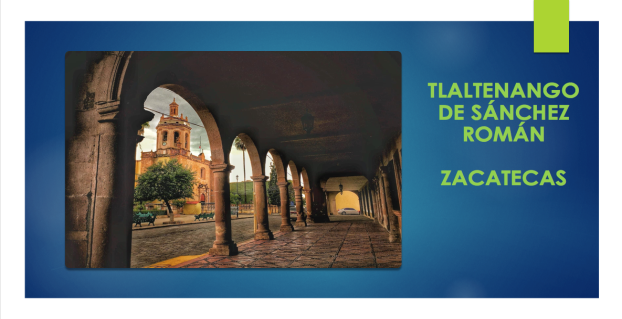 TLALTENANGO
DE SÁNCHEZ
ROMÁN
ZACATECAS